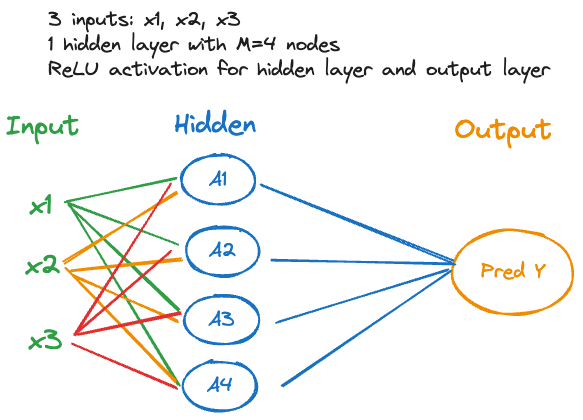 3 inputs: x1, x2, x3
1 hidden layer with M=4 nodes
ReLU activation for hidden layer and output layer
Input
Hidden
Output
x1
x2
x3
A1
A2
A3
A4
Pred Y